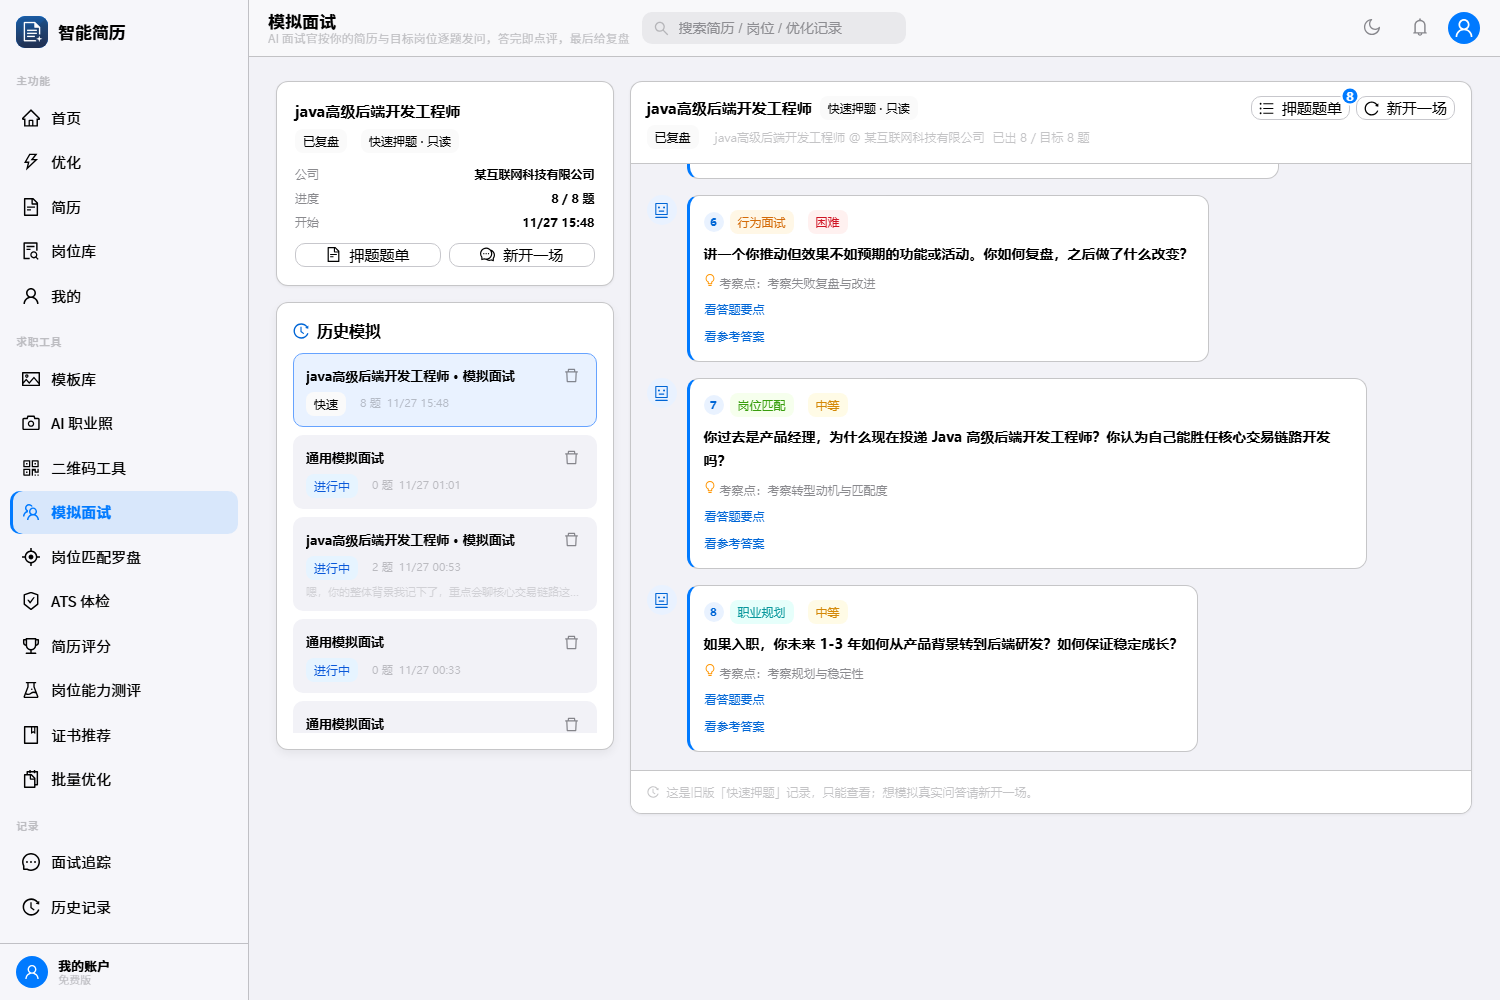 智能简历
主功能
首页
优化
简历
岗位库
我的
求职工具
模板库
AI 职业照
二维码工具
模拟面试
岗位匹配罗盘
ATS 体检
简历评分
岗位能力测评
证书推荐
批量优化
记录
面试追踪
历史记录
我的账户
免费版
模拟面试
AI 面试官按你的简历与目标岗位逐题发问，答完即点评，最后给复盘
搜索简历 / 岗位 / 优化记录
java高级后端开发工程师
已复盘 快速押题 · 只读
公司 某互联网科技有限公司
进度 8 / 8 题
开始 11/27 15:48
押题题单 新开一场
历史模拟
java高级后端开发工程师 • 模拟面试
快速 8 题 11/27 15:48
通用模拟面试
进行中 0 题 11/27 01:01
java高级后端开发工程师 • 模拟面试
进行中 2 题 11/27 00:53
嗯，你的整体背景我记下了，重点会聊核心交易链路这...
通用模拟面试
进行中 0 题 11/27 00:33
通用模拟面试
java高级后端开发工程师 快速押题 · 只读
已复盘 java高级后端开发工程师 @ 某互联网科技有限公司 已出 8 / 目标 8 题
押题题单 8 新开一场
6 行为面试 困难
讲一个你推动但效果不如预期的功能或活动。你如何复盘，之后做了什么改变？
考察点：考察失败复盘与改进
看答题要点
看参考答案
7 岗位匹配 中等
你过去是产品经理，为什么现在投递 Java 高级后端开发工程师？你认为自己能胜任核心交易链路开发
吗？
考察点：考察转型动机与匹配度
看答题要点
看参考答案
8 职业规划 中等
如果入职，你未来 1-3 年如何从产品背景转到后端研发？如何保证稳定成长？
考察点：考察规划与稳定性
看答题要点
看参考答案
这是旧版「快速押题」记录，只能查看；想模拟真实问答请新开一场。